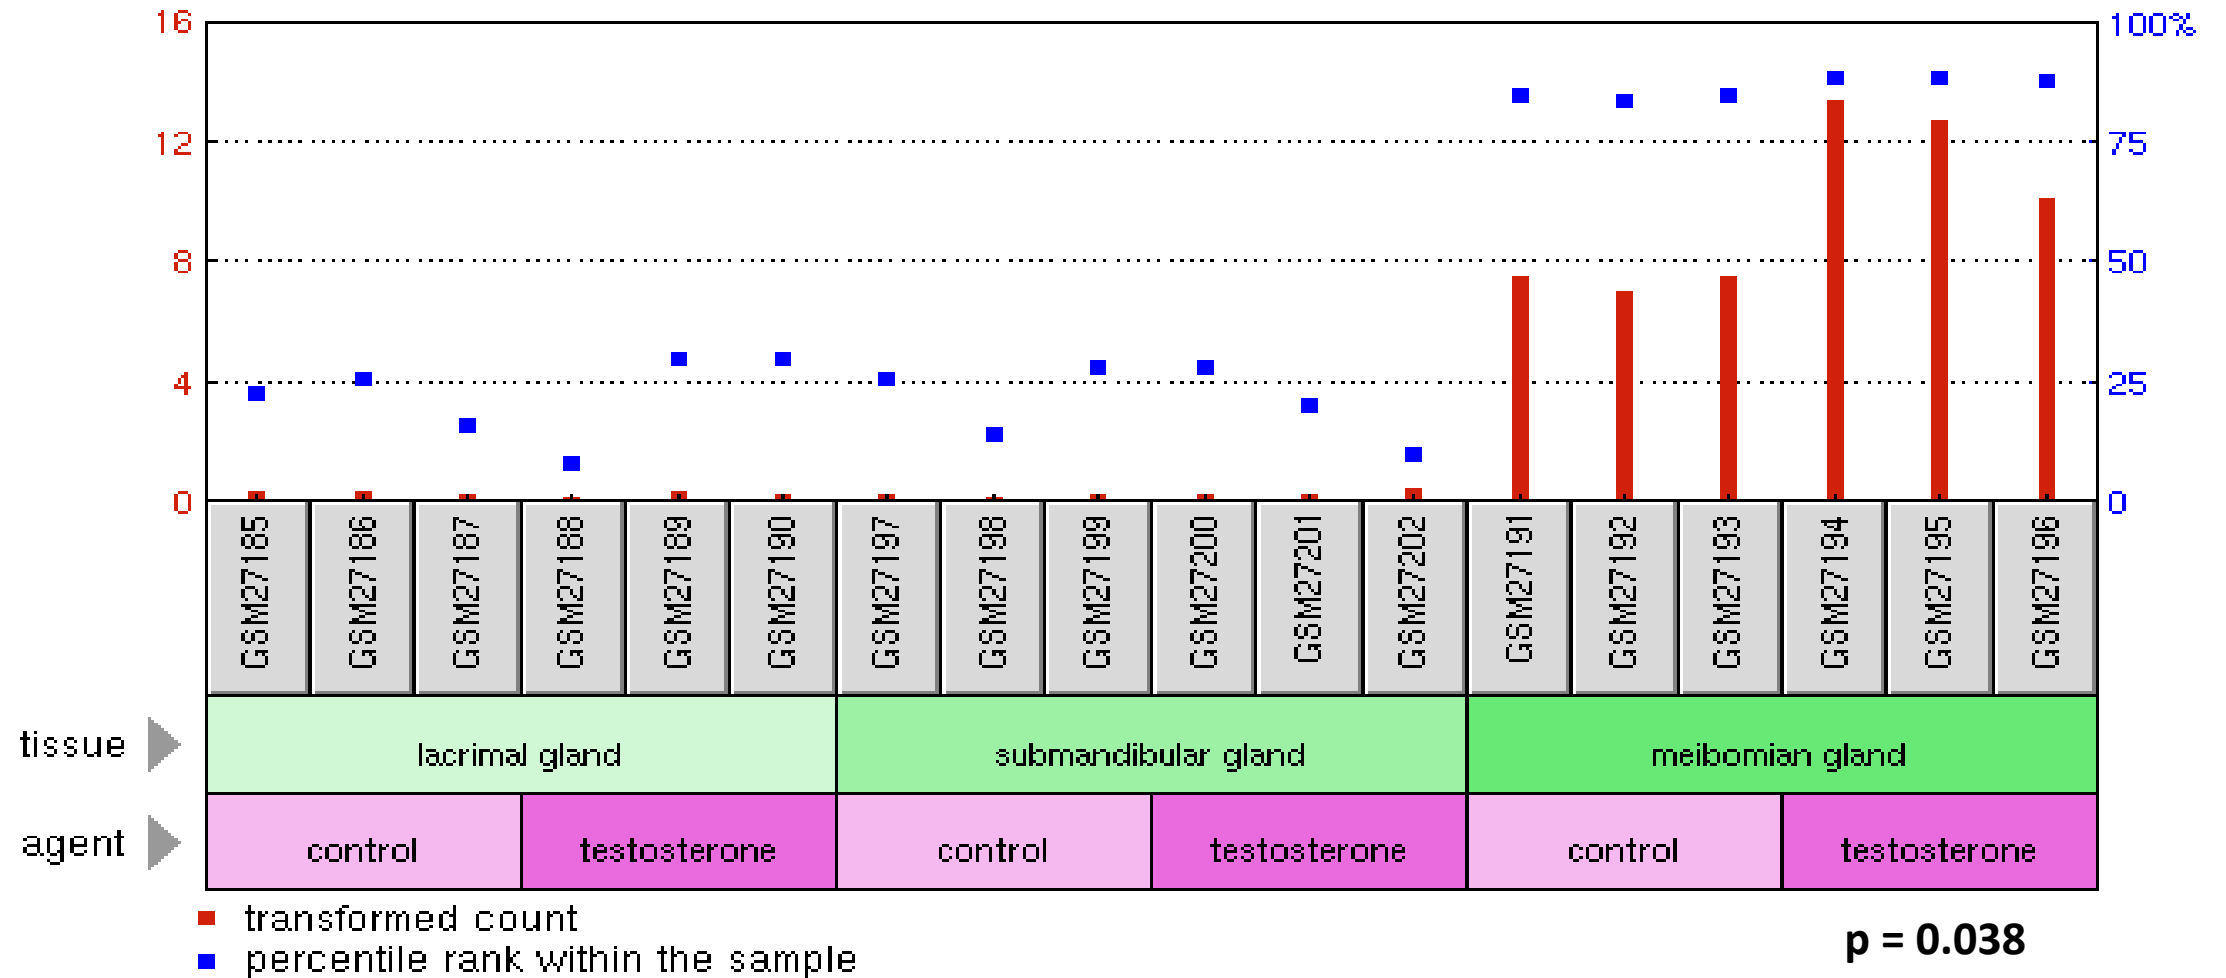 16 100%
12 75
8 50
4 25
0 0
GSM27185 GSM27186 GSM27187 GSM27188 GSM27189 GSM27190 GSM27197 GSM27198 GSM27199 GSM27200 GSM27201 GSM27202 GSM27191 GSM27192 GSM27193 GSM27194 GSM27195 GSM27196
tissue lacrimal gland submandibular gland meibomian gland
agent control testosterone control testosterone control testosterone
transformed count
percentile rank within the sample
p = 0.038